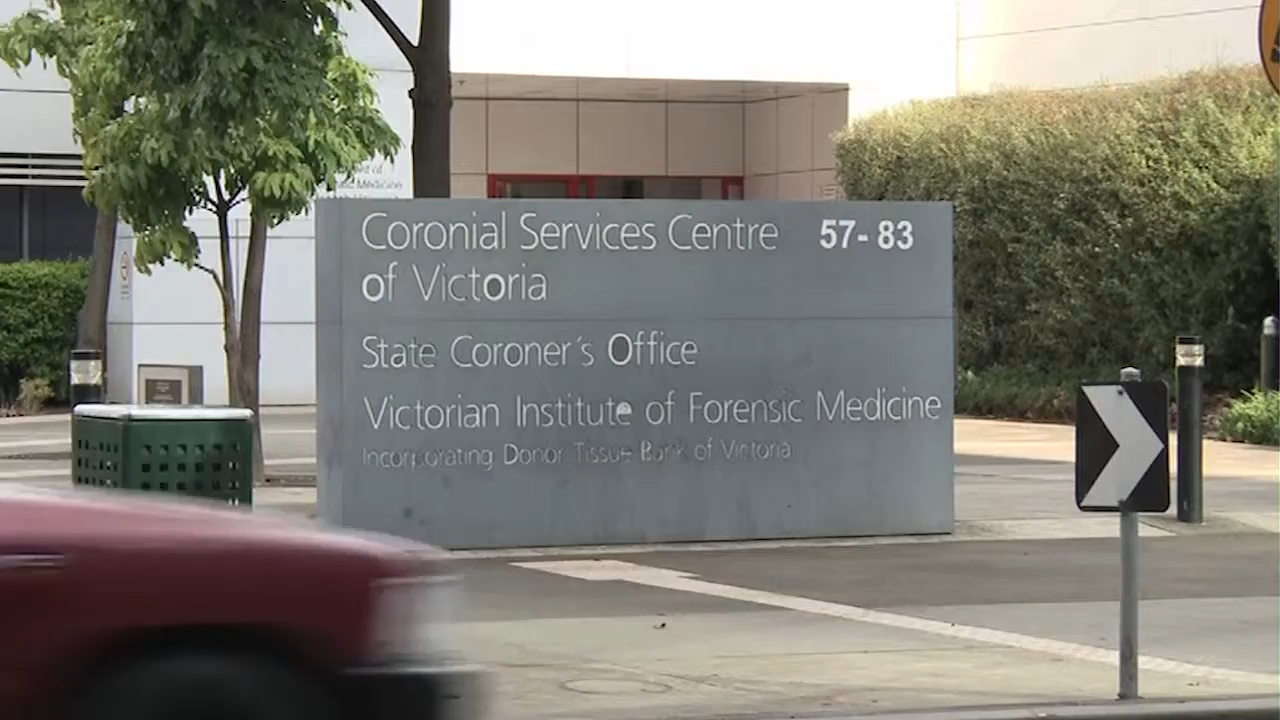 Coronial Services Centre 57-83
of Victoria
State Coroner's Office
Victorian Institute of Forensic Medicine
Incorporating Donor Tissue Bank of Victoria